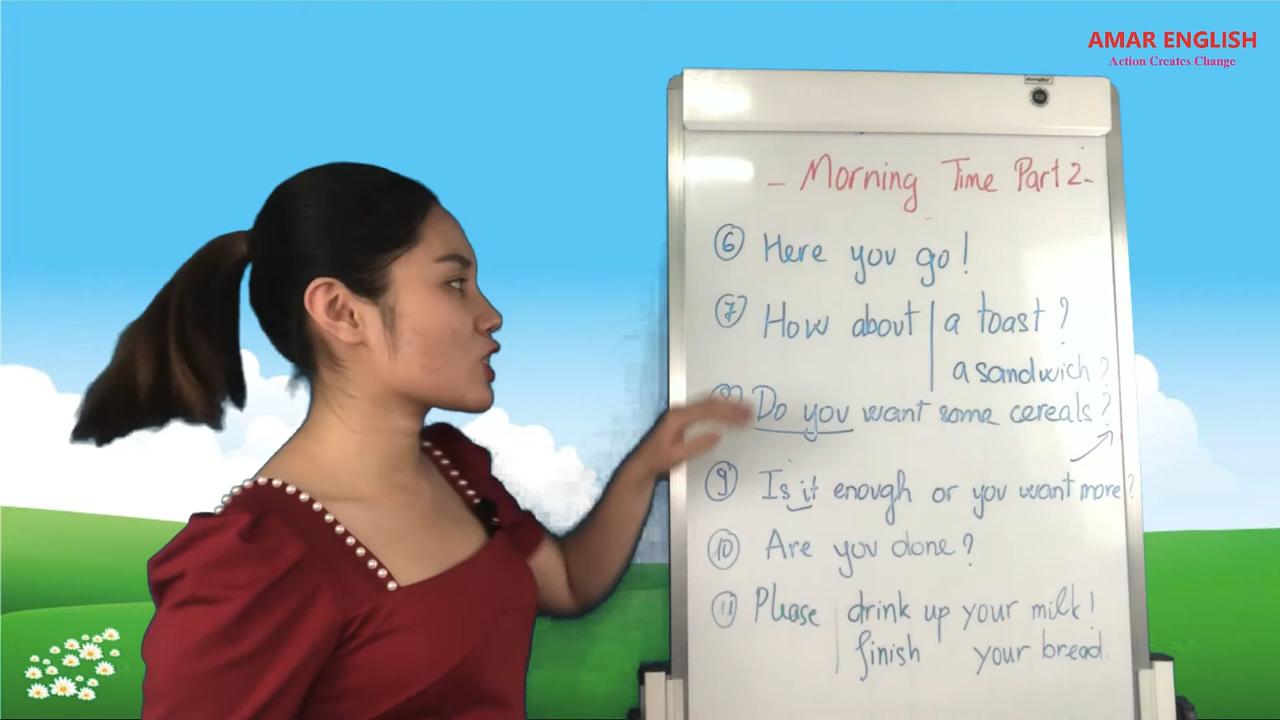 AMAR ENGLISH
Action Creates Change
- Morning Time Part 2 -
⑥ Here you go!
⑦ How about | a toast?
a sandwich?
Do you want some cereals?
⑨ Is it enough or you want more?
⑩ Are you done?
⑪ Please | drink up your milk!
finish your bread.